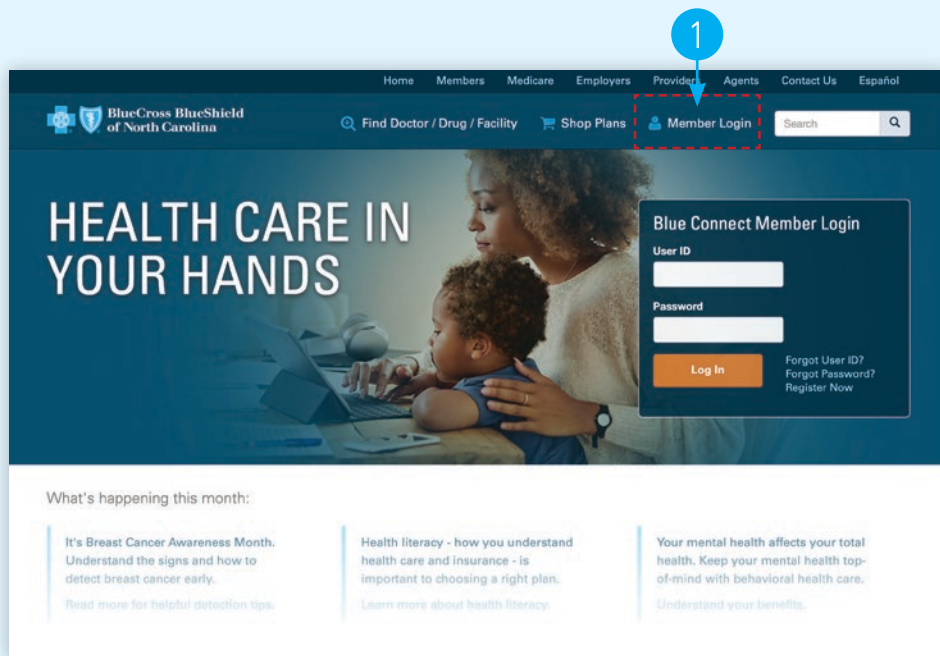 1
Home Members Medicare Employers Providers Agents Contact Us Español
BlueCross BlueShield
of North Carolina
Find Doctor / Drug / Facility Shop Plans Member Login Search
HEALTH CARE IN
YOUR HANDS
Blue Connect Member Login
User ID
Password
Log In
Forgot User ID?
Forgot Password?
Register Now
What's happening this month:
It's Breast Cancer Awareness Month.
Understand the signs and how to
detect breast cancer early.
Read more for helpful detection tips.
Health literacy - how you understand
health care and insurance - is
important to choosing a right plan.
Learn more about health literacy.
Your mental health affects your total
health. Keep your mental health top-
of-mind with behavioral health care.
Understand your benefits.